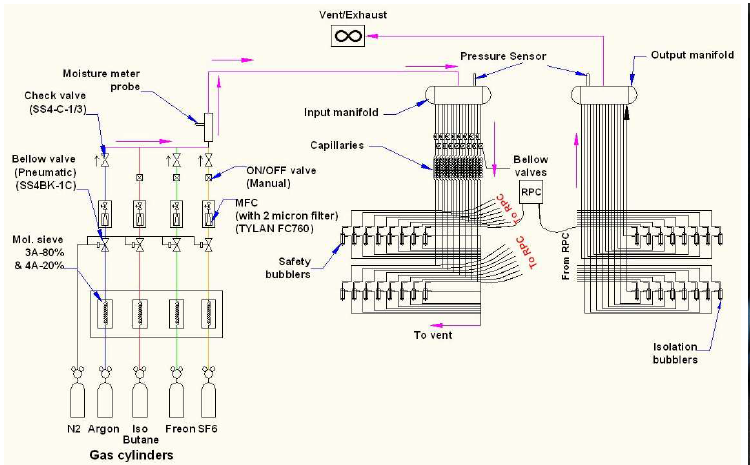 Vent/Exhaust
Pressure Sensor
Output manifold
Moisture meter
probe
Check valve
(SS4-C-1/3)
Input manifold
Capillaries
Bellow valve
(Pneumatic)
(SS4BK-1C)
ON/OFF valve
(Manual)
Bellow
valves
RPC
MFC
(with 2 micron filter)
(TYLAN FC760)
To RPC
To RPC
From RPC
Mol. sieve
3A-80%
& 4A-20%
Safety
bubblers
To vent
Isolation
bubblers
N2 Argon Iso Freon SF6
Butane
Gas cylinders